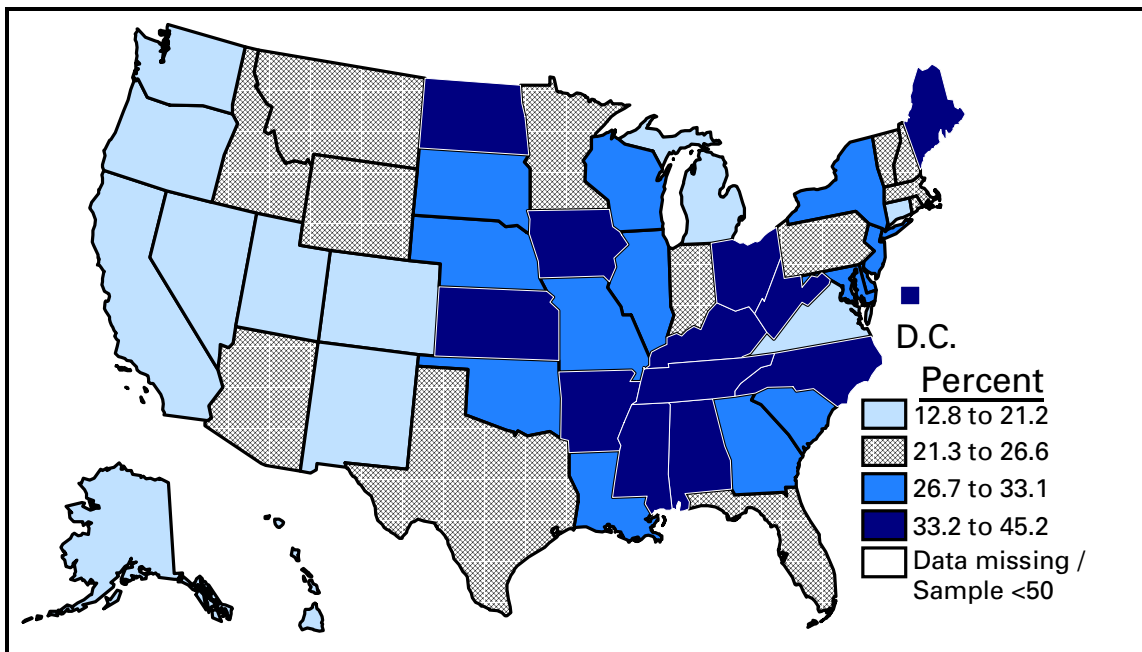 D.C.
Percent
12.8 to 21.2
21.3 to 26.6
26.7 to 33.1
33.2 to 45.2
Data missing /
Sample <50